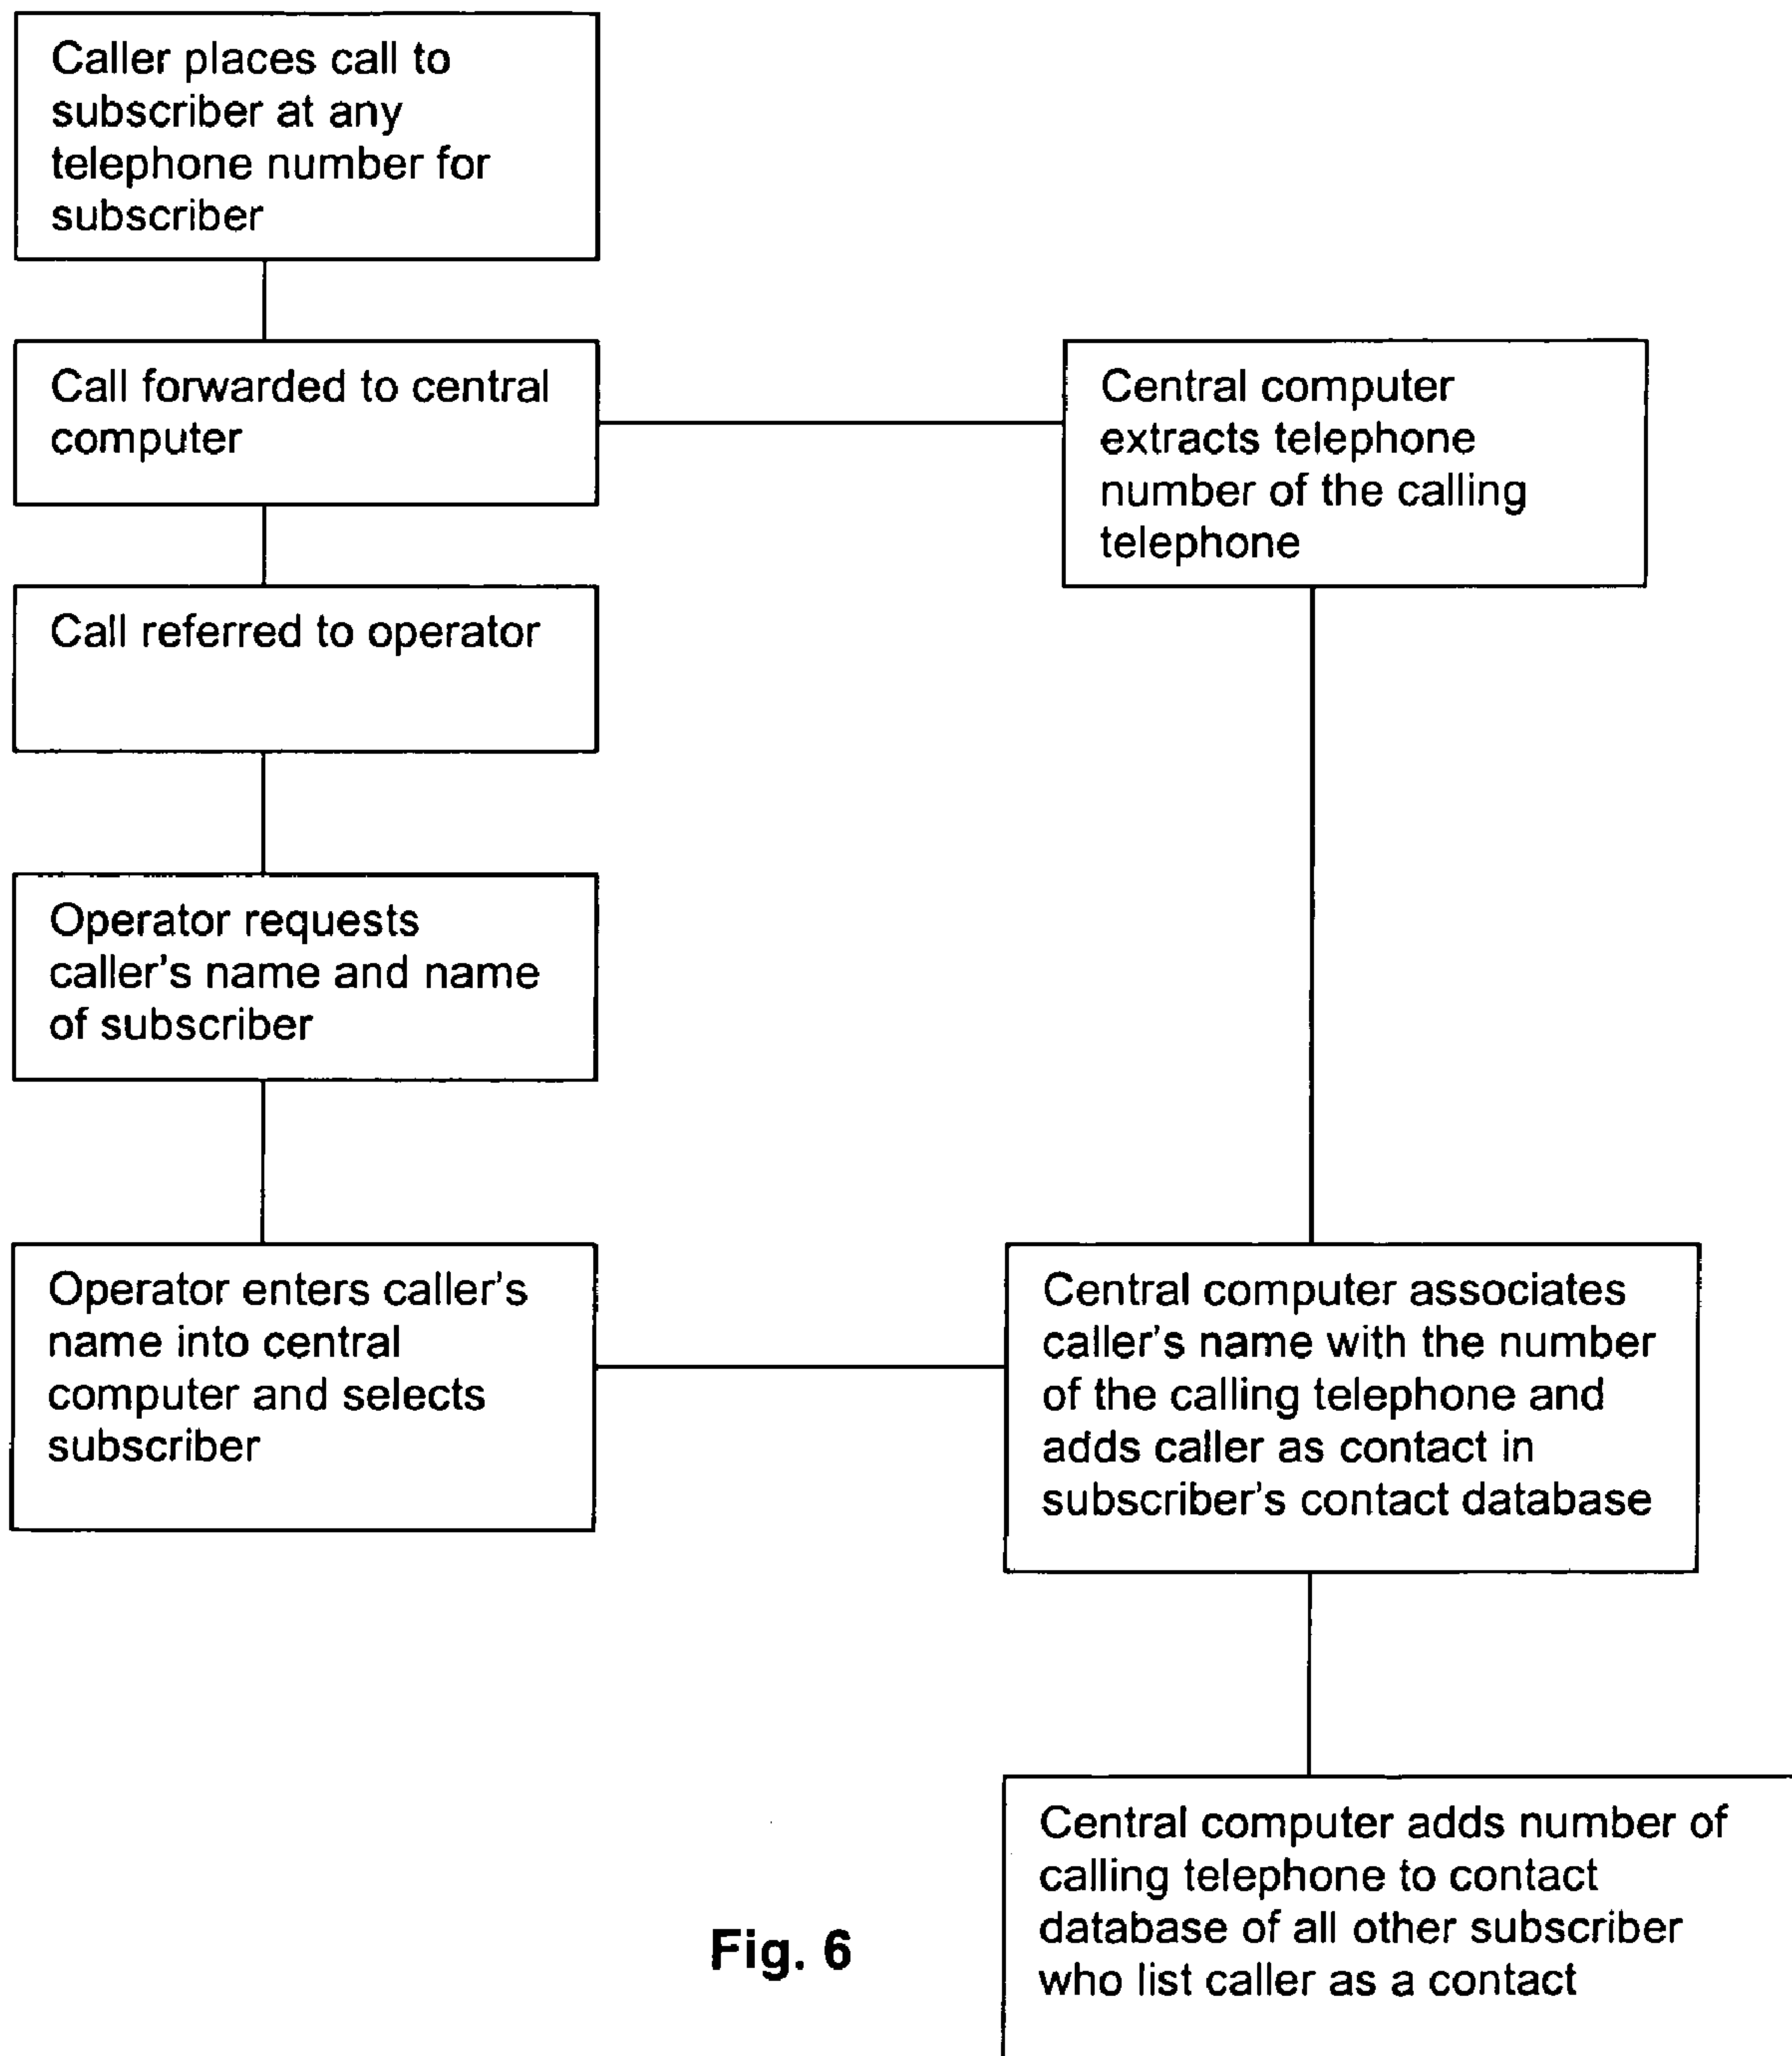 Caller places call to
subscriber at any
telephone number for
subscriber
Call forwarded to central
computer
Central computer
extracts telephone
number of the calling
telephone
Call referred to operator
Operator requests
caller's name and name
of subscriber
Operator enters caller's
name into central
computer and selects
subscriber
Central computer associates
caller's name with the number
of the calling telephone and
adds caller as contact in
subscriber's contact database
Central computer adds number of
calling telephone to contact
database of all other subscriber
who list caller as a contact
Fig. 6